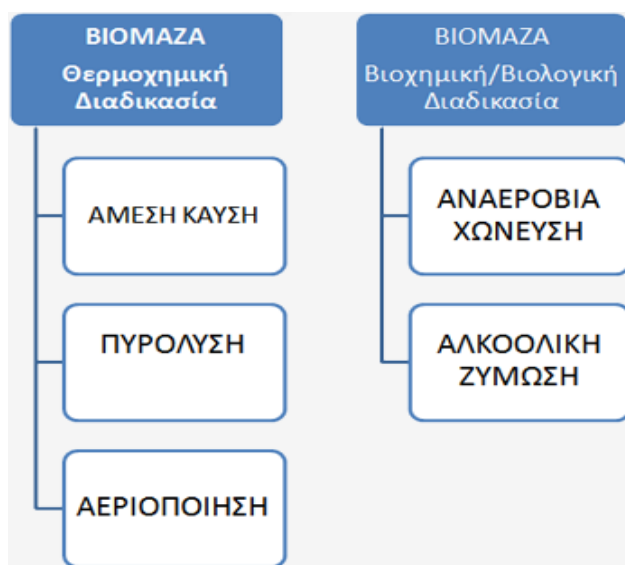 ΒΙΟΜΑΖΑ
Θερμοχημική
Διαδικασία
ΑΜΕΣΗ ΚΑΥΣΗ
ΠΥΡΟΛΥΣΗ
ΑΕΡΙΟΠΟΙΗΣΗ
ΒΙΟΜΑΖΑ
Βιοχημική/Βιολογική
Διαδικασία
ΑΝΑΕΡΟΒΙΑ
ΧΩΝΕΥΣΗ
ΑΛΚΟΟΛΙΚΗ
ΖΥΜΩΣΗ